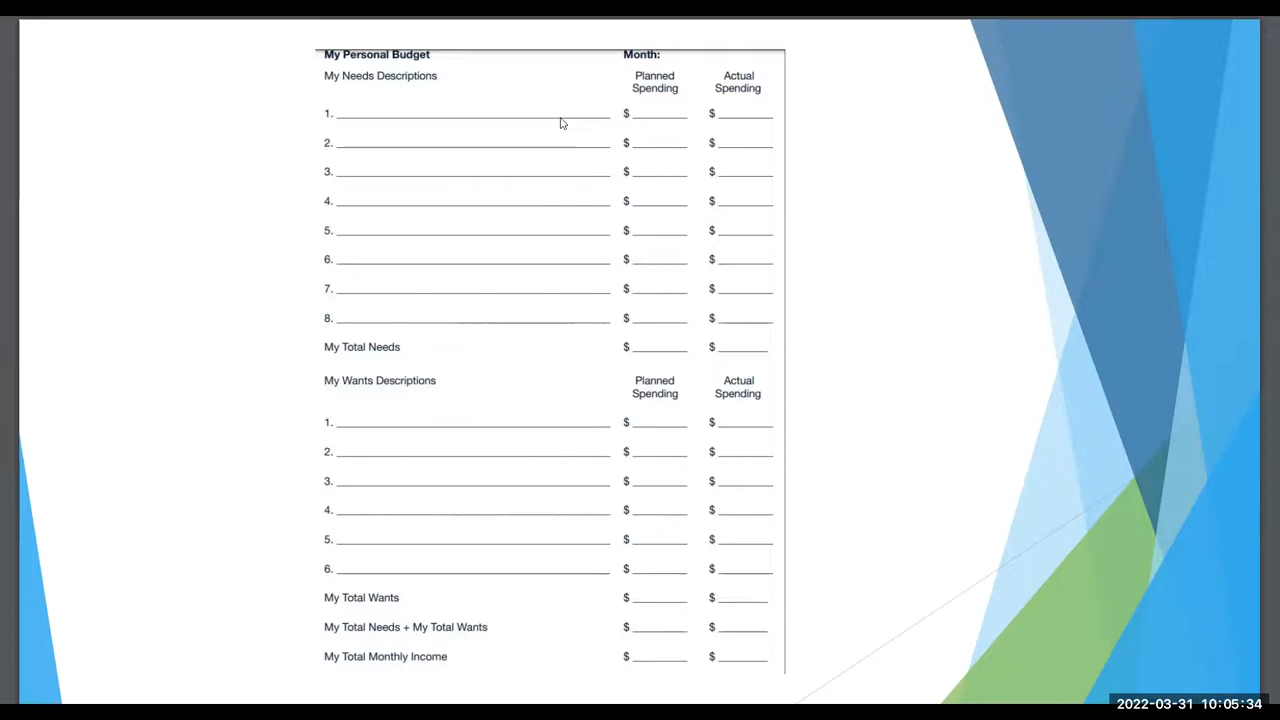 My Personal Budget Month:
My Needs Descriptions Planned Spending Actual Spending
1. $ $
2. $ $
3. $ $
4. $ $
5. $ $
6. $ $
7. $ $
8. $ $
My Total Needs $ $
My Wants Descriptions Planned Spending Actual Spending
1. $ $
2. $ $
3. $ $
4. $ $
5. $ $
6. $ $
My Total Wants $ $
My Total Needs + My Total Wants $ $
My Total Monthly Income $ $
2022-03-31 10:05:34